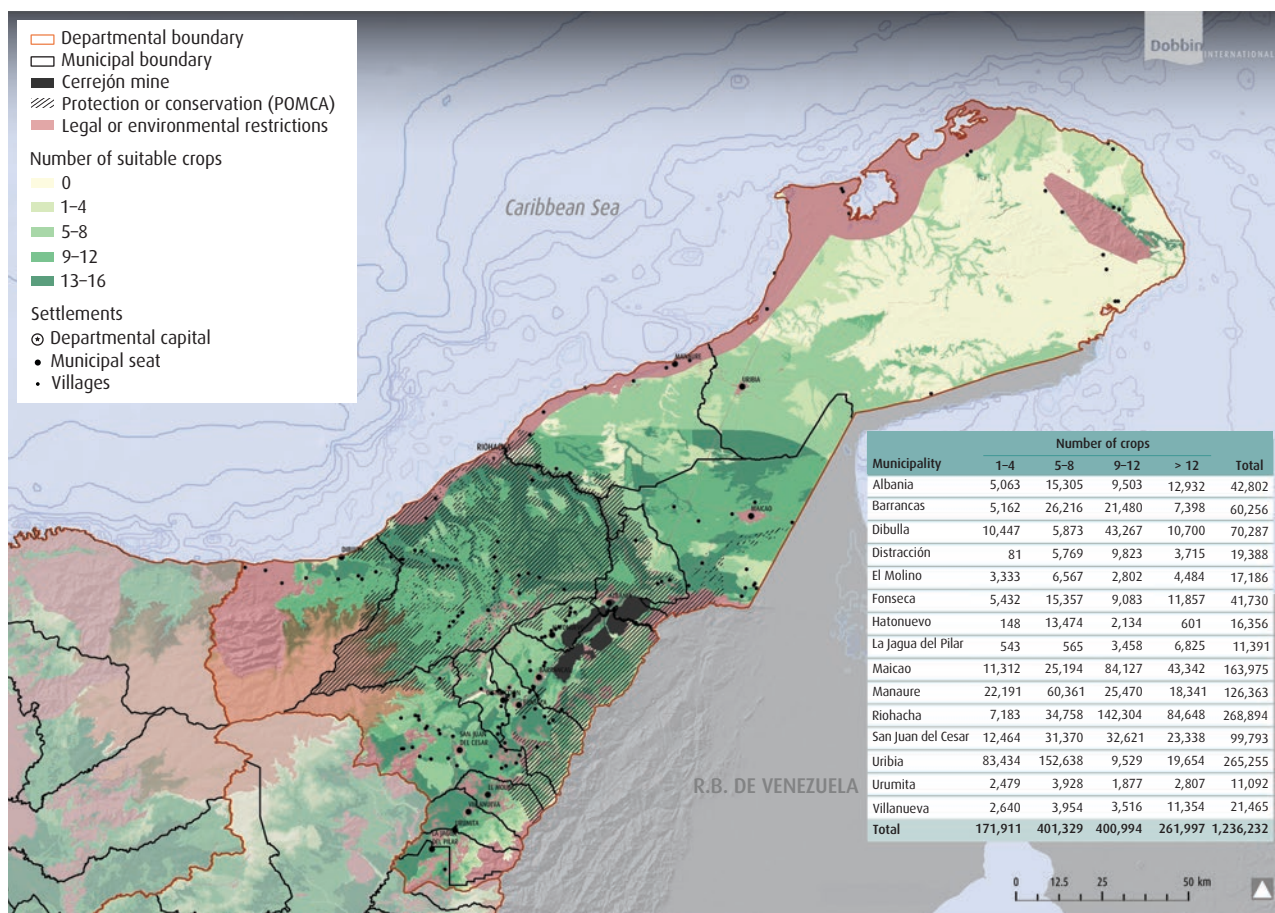 Departmental boundary
Municipal boundary
Cerrejón mine
Protection or conservation (POMCA)
Legal or environmental restrictions
Number of suitable crops
0
1–4
5–8
9–12
13–16
Settlements
Departmental capital
Municipal seat
Villages
Dobbin
INTERNATIONAL
Caribbean Sea
MANAURE
URIBIA
RIOHACHA
MAICAO
DIBULLA
SAN JUAN
DEL CESAR
EL MOLINO
VILLANUEVA
URUMITA
LA JAGUA
DEL PILAR
R.B. DE VENEZUELA
Number of crops
Municipality 1–4 5–8 9–12 > 12 Total
Albania 5,063 15,305 9,503 12,932 42,802
Barrancas 5,162 26,216 21,480 7,398 60,256
Dibulla 10,447 5,873 43,267 10,700 70,287
Distracción 81 5,769 9,823 3,715 19,388
El Molino 3,333 6,567 2,802 4,484 17,186
Fonseca 5,432 15,357 9,083 11,857 41,730
Hatonuevo 148 13,474 2,134 601 16,356
La Jagua del Pilar 543 565 3,458 6,825 11,391
Maicao 11,312 25,194 84,127 43,342 163,975
Manaure 22,191 60,361 25,470 18,341 126,363
Riohacha 7,183 34,758 142,304 84,648 268,894
San Juan del Cesar 12,464 31,370 32,621 23,338 99,793
Uribia 83,434 152,638 9,529 19,654 265,255
Urumita 2,479 3,928 1,877 2,807 11,092
Villanueva 2,640 3,954 3,516 11,354 21,465
Total 171,911 401,329 400,994 261,997 1,236,232
0 12.5 25 50 km